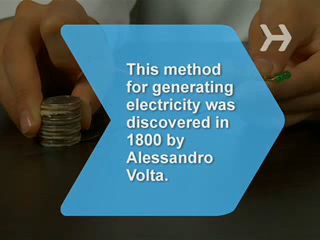 This method
for generating
electricity was
discovered in
1800 by
Alessandro
Volta.